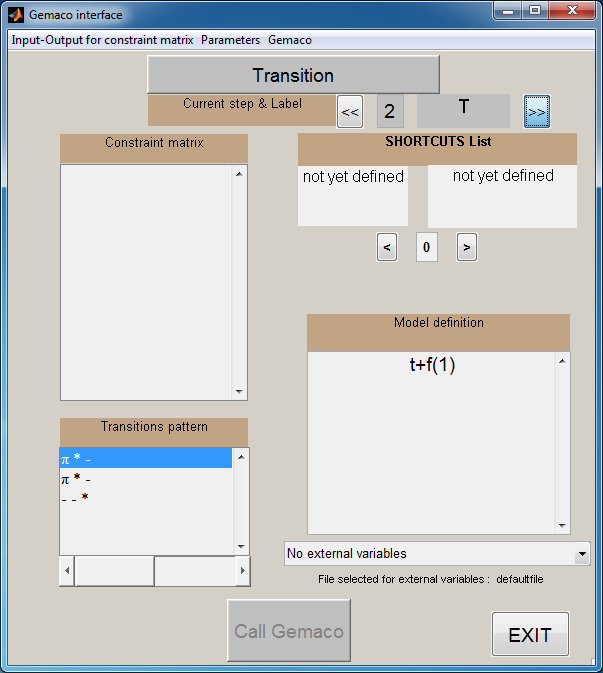 Gemaco interface
Input-Output for constraint matrix Parameters Gemaco
Transition
Current step & Label << 2 T >>
Constraint matrix
SHORTCUTS List
not yet defined not yet defined
< 0 >
Model definition
t+f(1)
Transitions pattern
π * -
π * -
- - *
No external variables
File selected for external variables : defaultfile
Call Gemaco
EXIT